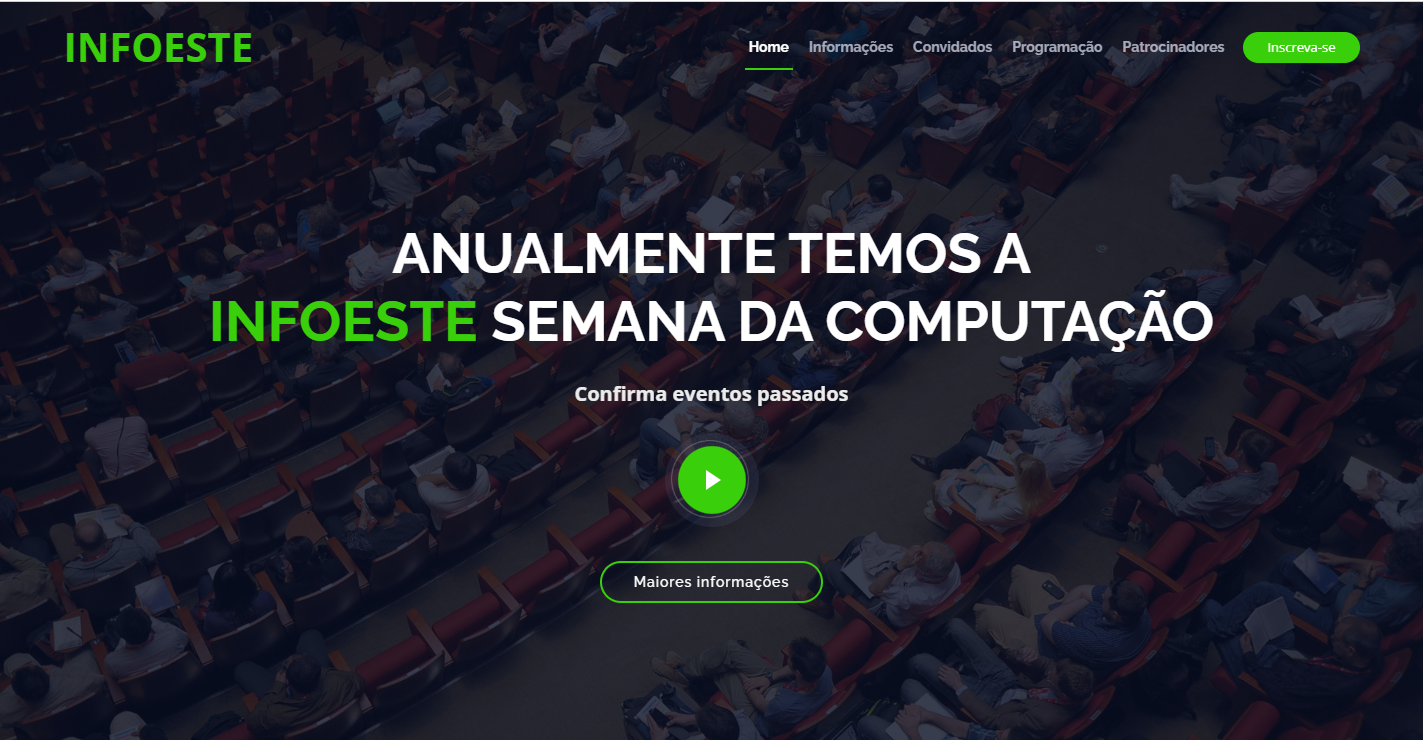 INFOESTE
Home Informações Convidados Programação Patrocinadores Inscreva-se
ANUALMENTE TEMOS A
INFOESTE SEMANA DA COMPUTAÇÃO
Confirma eventos passados
Maiores informações